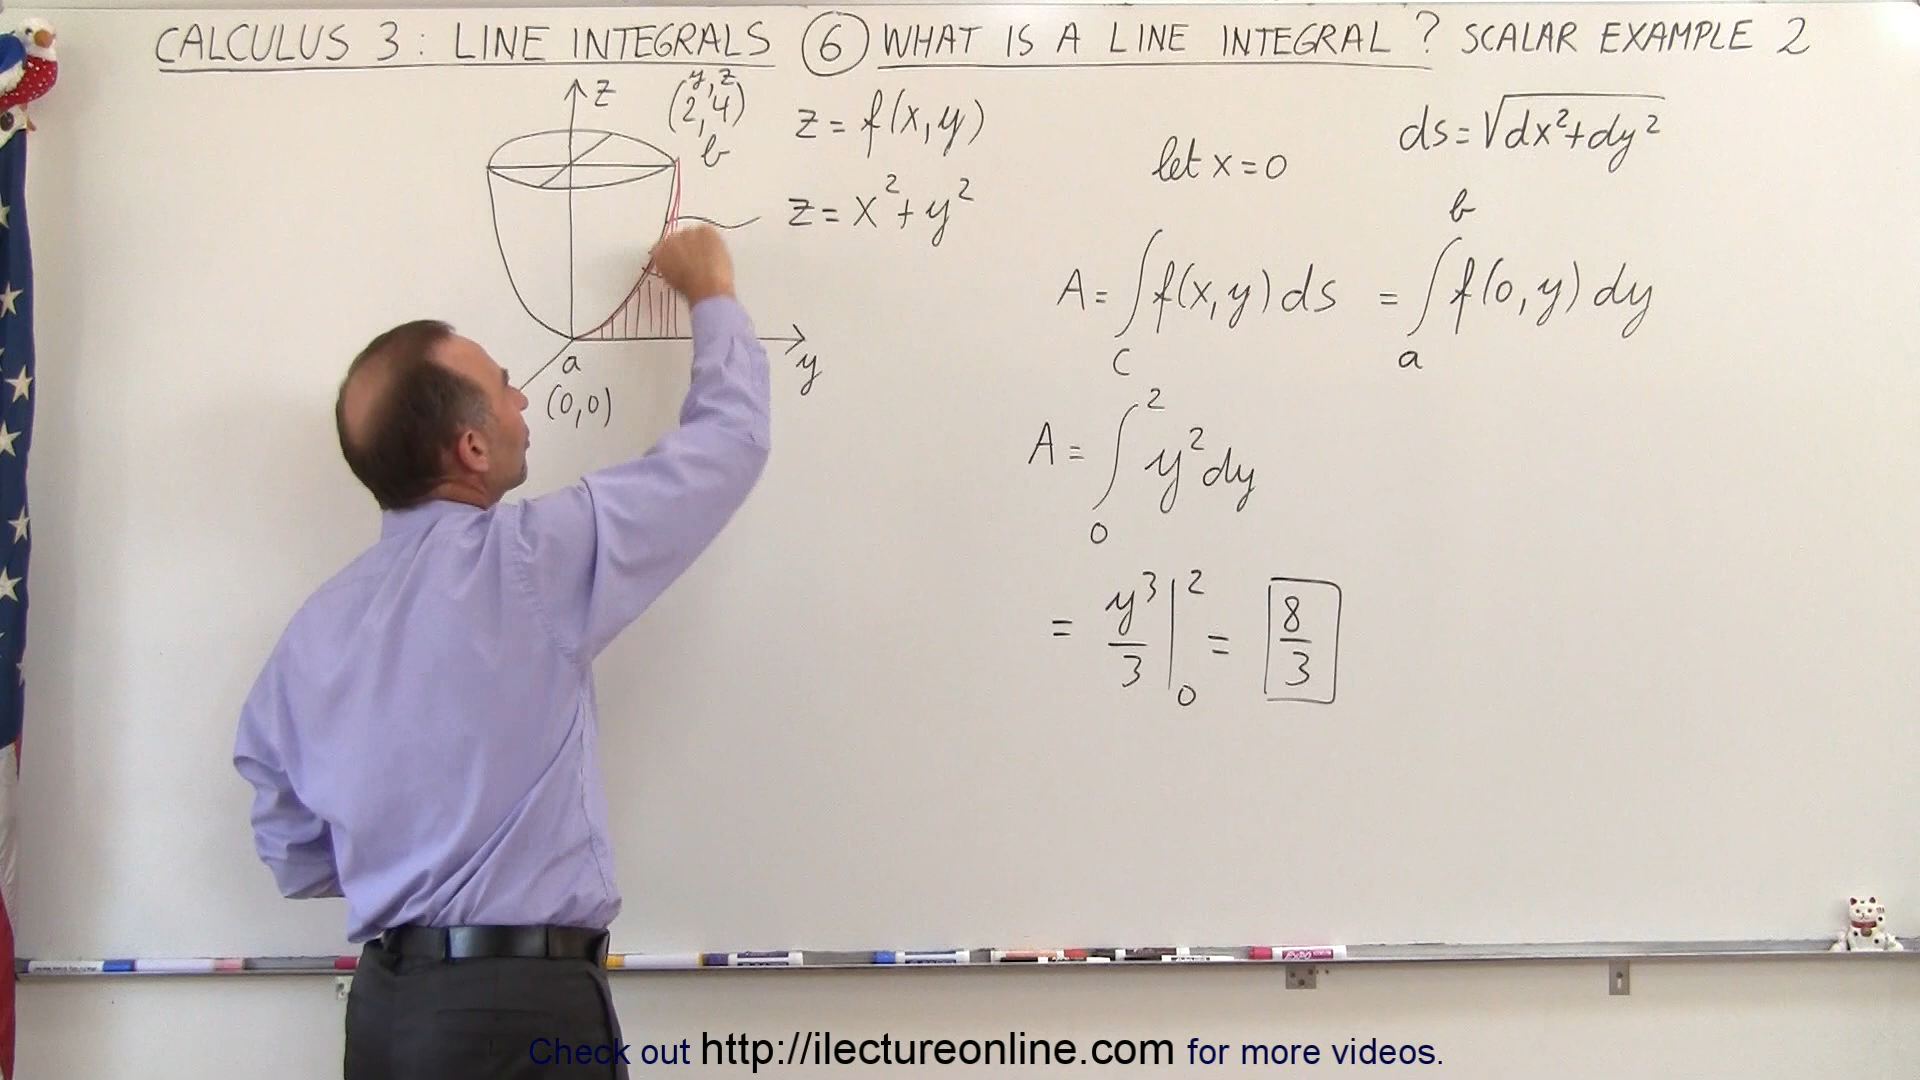 CALCULUS 3: LINE INTEGRALS ⑥ WHAT IS A LINE INTEGRAL? SCALAR EXAMPLE 2
z
y, z
(2, 4)
b
a
(0,0)
y
z = f(x, y)
z = x² + y²
let x = 0
ds = √dx² + dy²
A = ∫_C f(x, y) ds = ∫_a^b f(0, y) dy
A = ∫_0^2 y² dy
= y³/3 |_0^2 = 8/3
Check out http://ilectureonline.com for more videos.